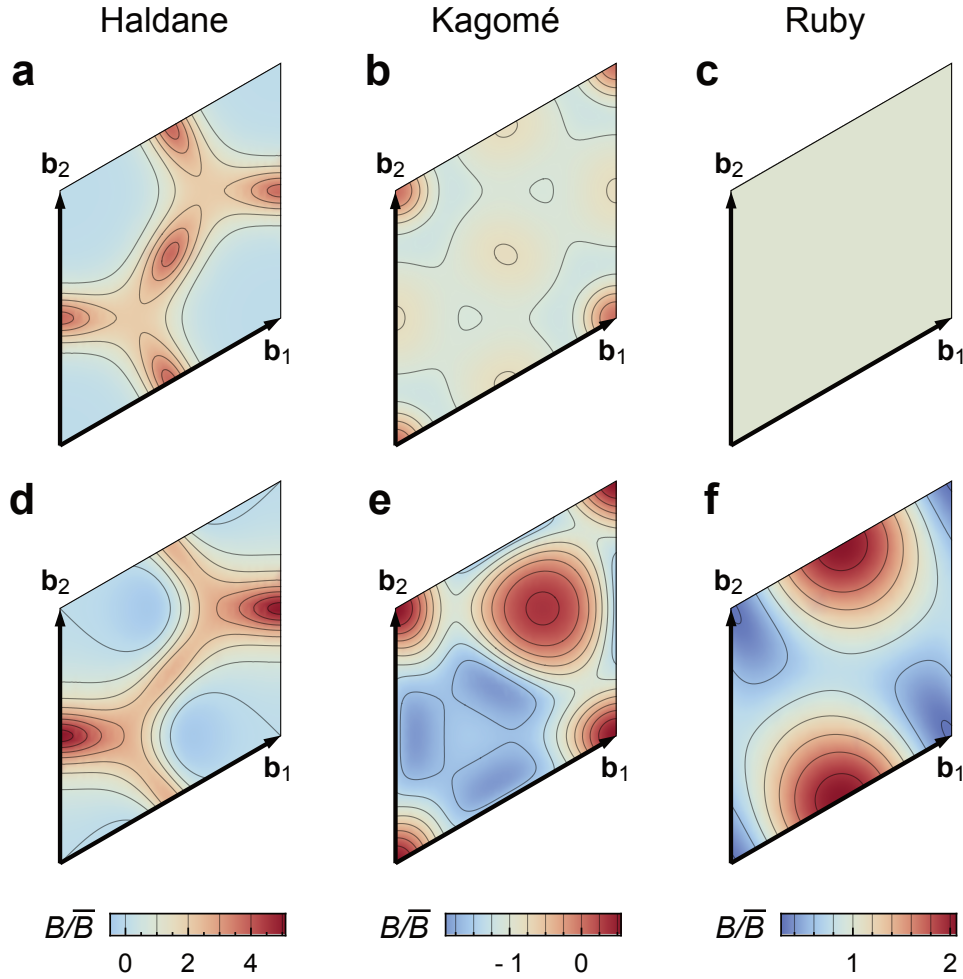 Haldane Kagomé Ruby
a b c
b₂ b₂ b₂
b₁ b₁ b₁
d e f
b₂ b₂ b₂
b₁ b₁ b₁
B/B̅ B/B̅ B/B̅
0 2 4 - 1 0 1 2